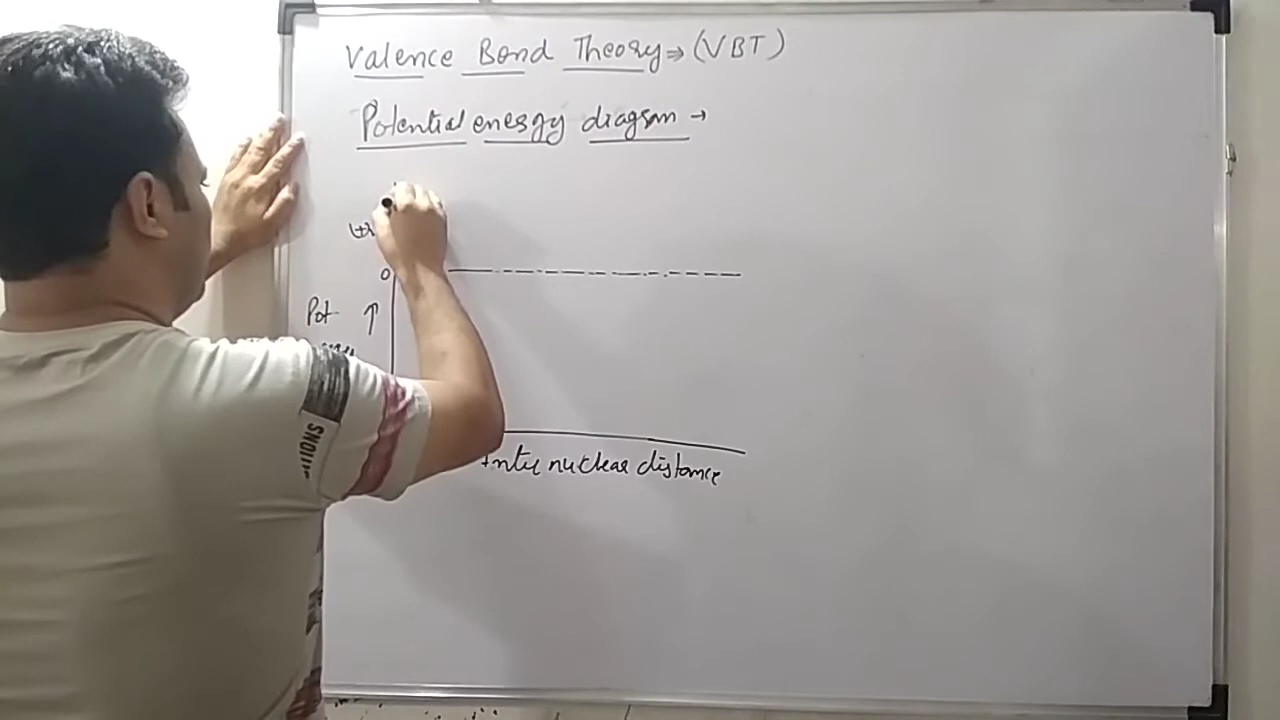 Valence Bond Theory ⇒ (VBT)
Potential energy diagram →
0
Pot ↑
Inter nuclear distance